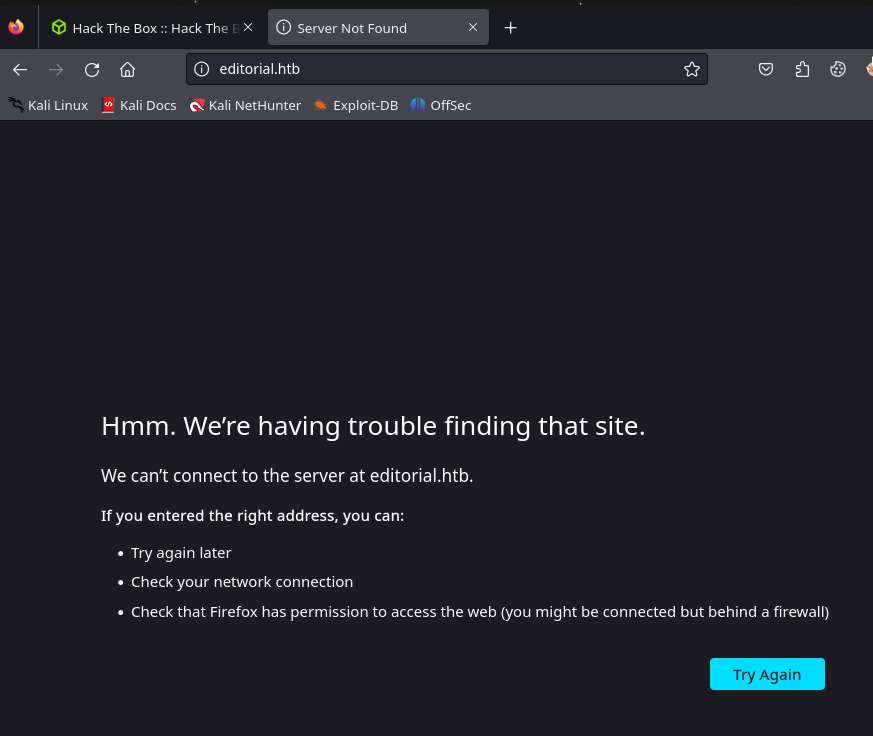 Hack The Box :: Hack The B
Server Not Found
editorial.htb
Kali Linux
Kali Docs
Kali NetHunter
Exploit-DB
OffSec
Hmm. We’re having trouble finding that site.
We can’t connect to the server at editorial.htb.
If you entered the right address, you can:
• Try again later
• Check your network connection
• Check that Firefox has permission to access the web (you might be connected but behind a firewall)
Try Again